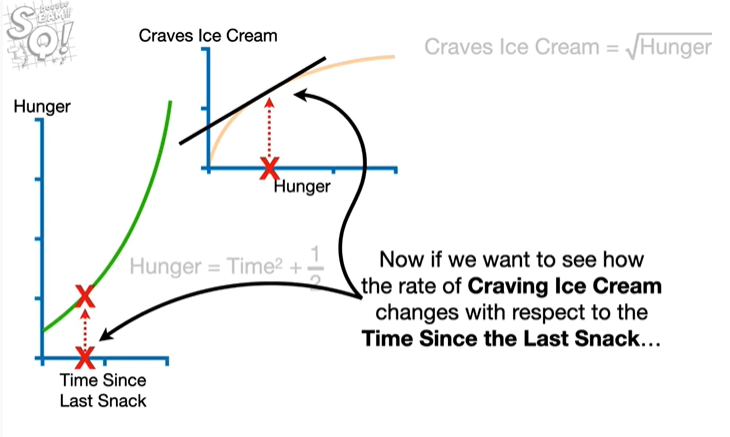 StatQuest!
Craves Ice Cream
Craves Ice Cream = √Hunger
Hunger
Hunger
Hunger = Time² + 1/2
Now if we want to see how
the rate of Craving Ice Cream
changes with respect to the
Time Since the Last Snack...
Time Since
Last Snack